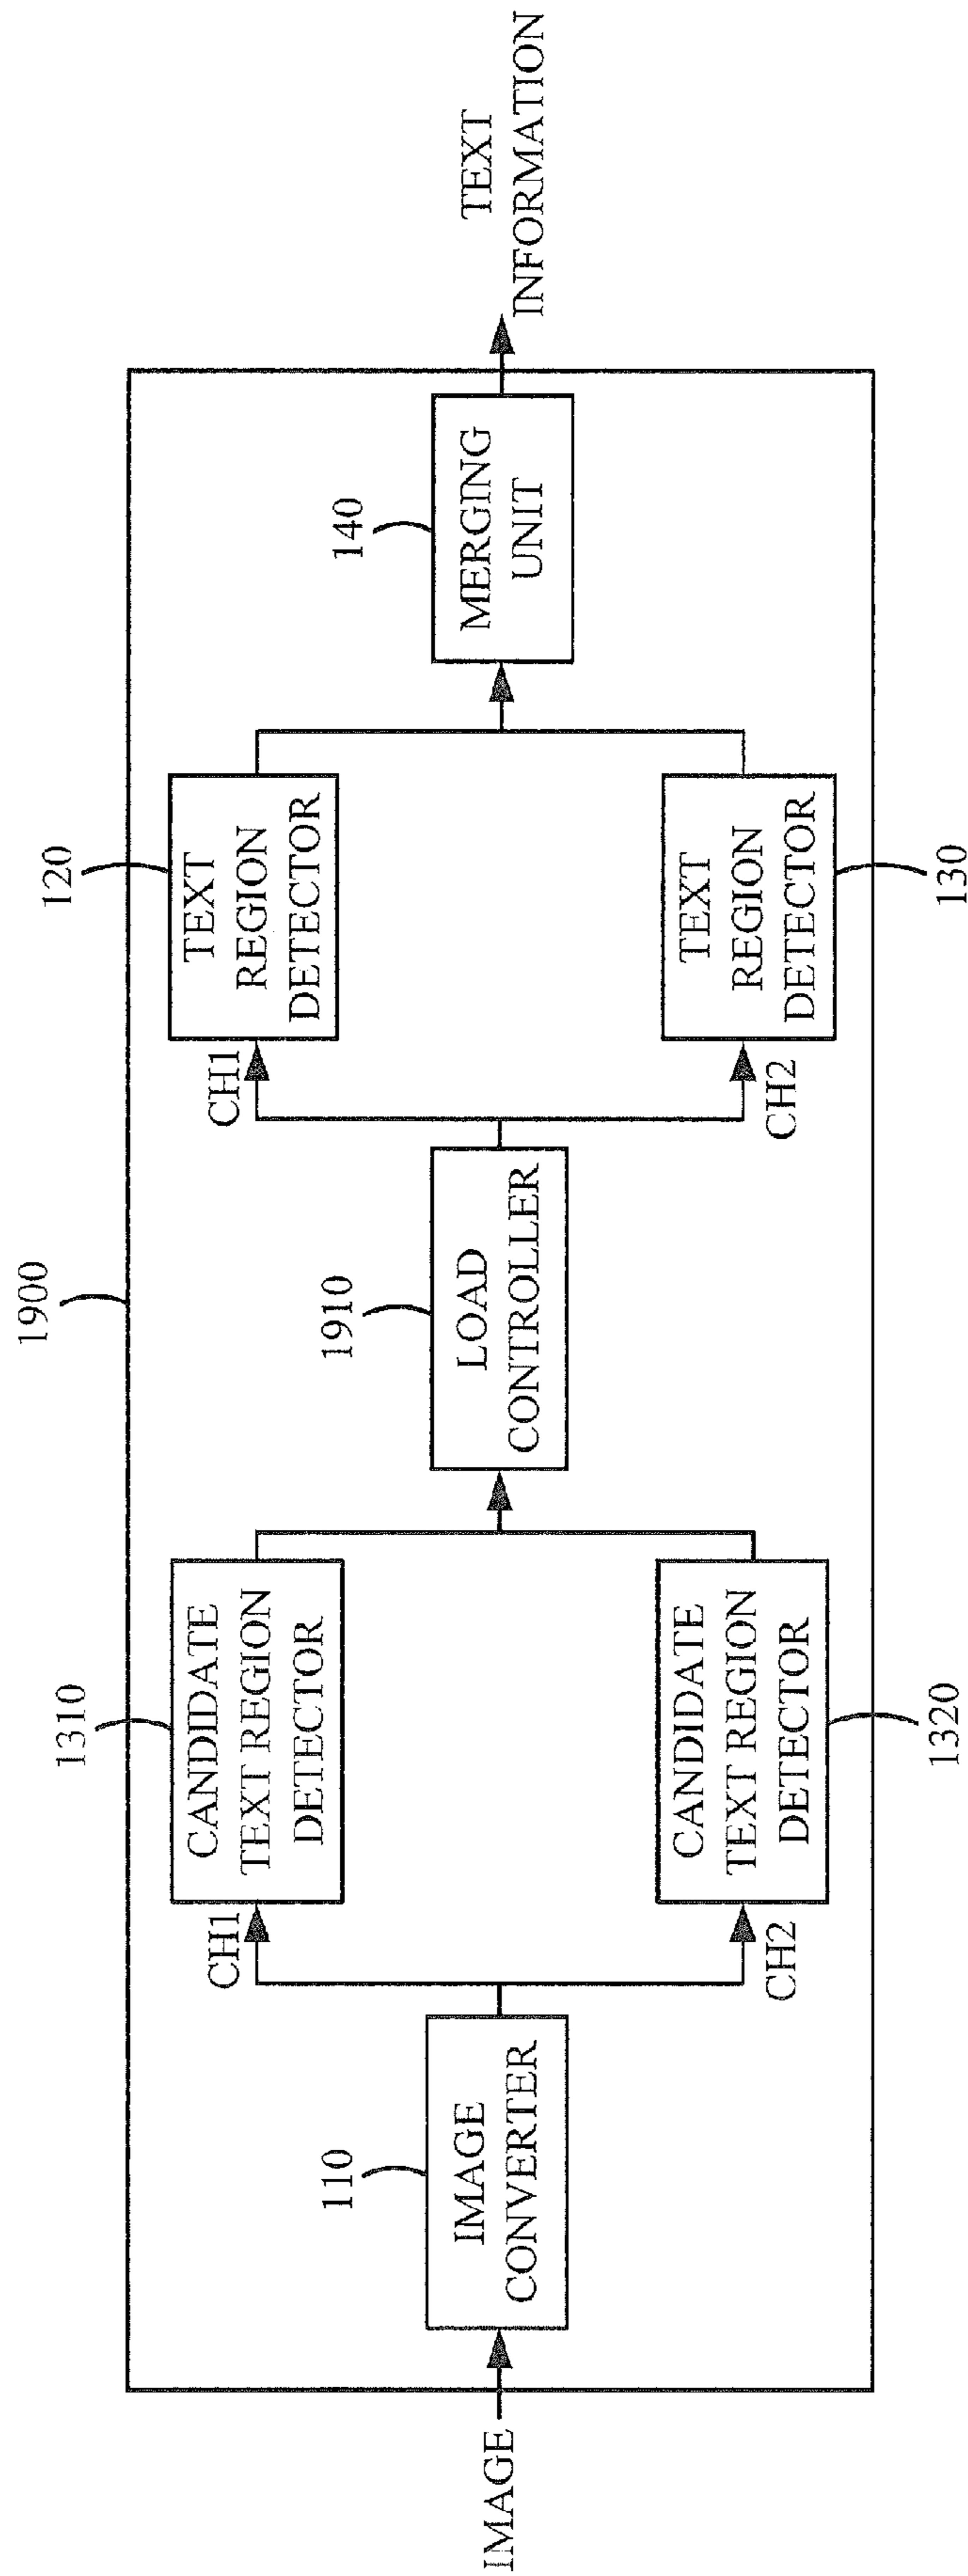 1900
IMAGE
110
IMAGE
CONVERTER
CH1
CH2
1310
CANDIDATE
TEXT REGION
DETECTOR
CANDIDATE
TEXT REGION
DETECTOR
1320
1910
LOAD
CONTROLLER
CH1
CH2
120
TEXT
REGION
DETECTOR
TEXT
REGION
DETECTOR
130
140
MERGING
UNIT
TEXT
INFORMATION